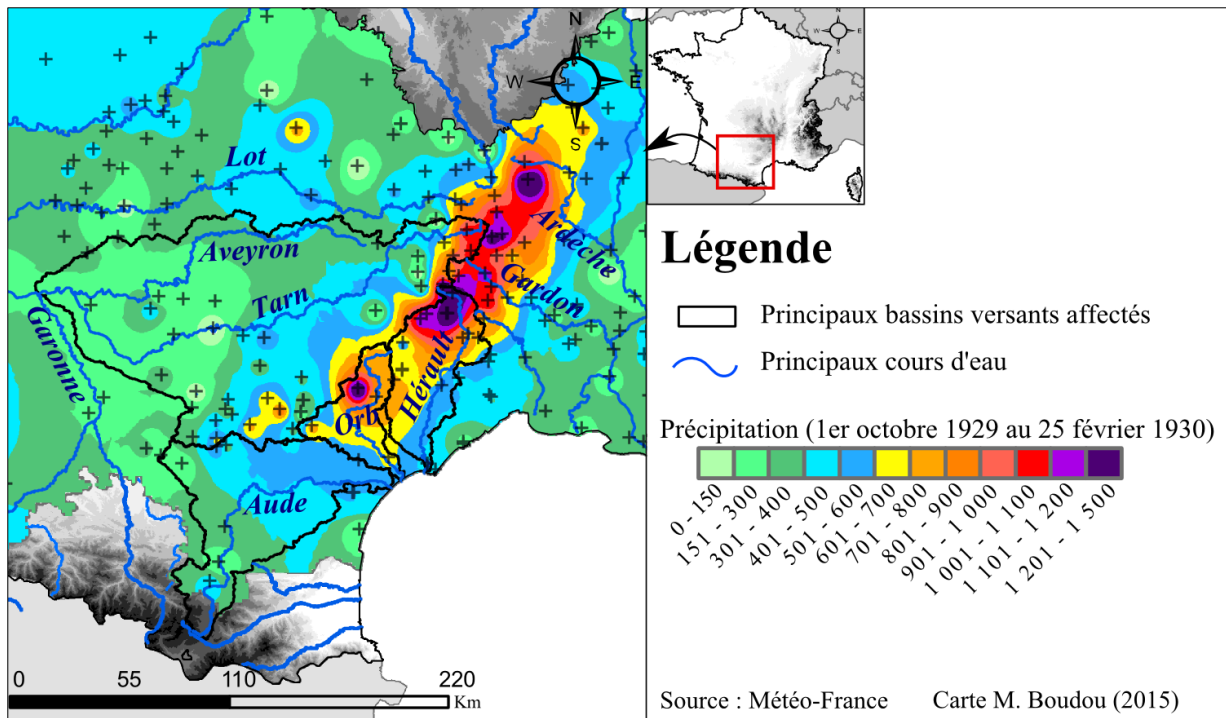 N
W E
S
Lot
Aveyron
Tarn
Garonne
Ardèche
Gardon
Hérault
Orb
Aude
0 55 110 220
Km
N
W E
S
Légende
Principaux bassins versants affectés
Principaux cours d'eau
Précipitation (1er octobre 1929 au 25 février 1930)
0-150
151 - 300
301 - 400
401 - 500
501 - 600
601 - 700
701 - 800
801 - 900
901 - 1 000
1 001 - 1 100
1 101 - 1 200
1 201 - 1 500
Source : Météo-France Carte M. Boudou (2015)